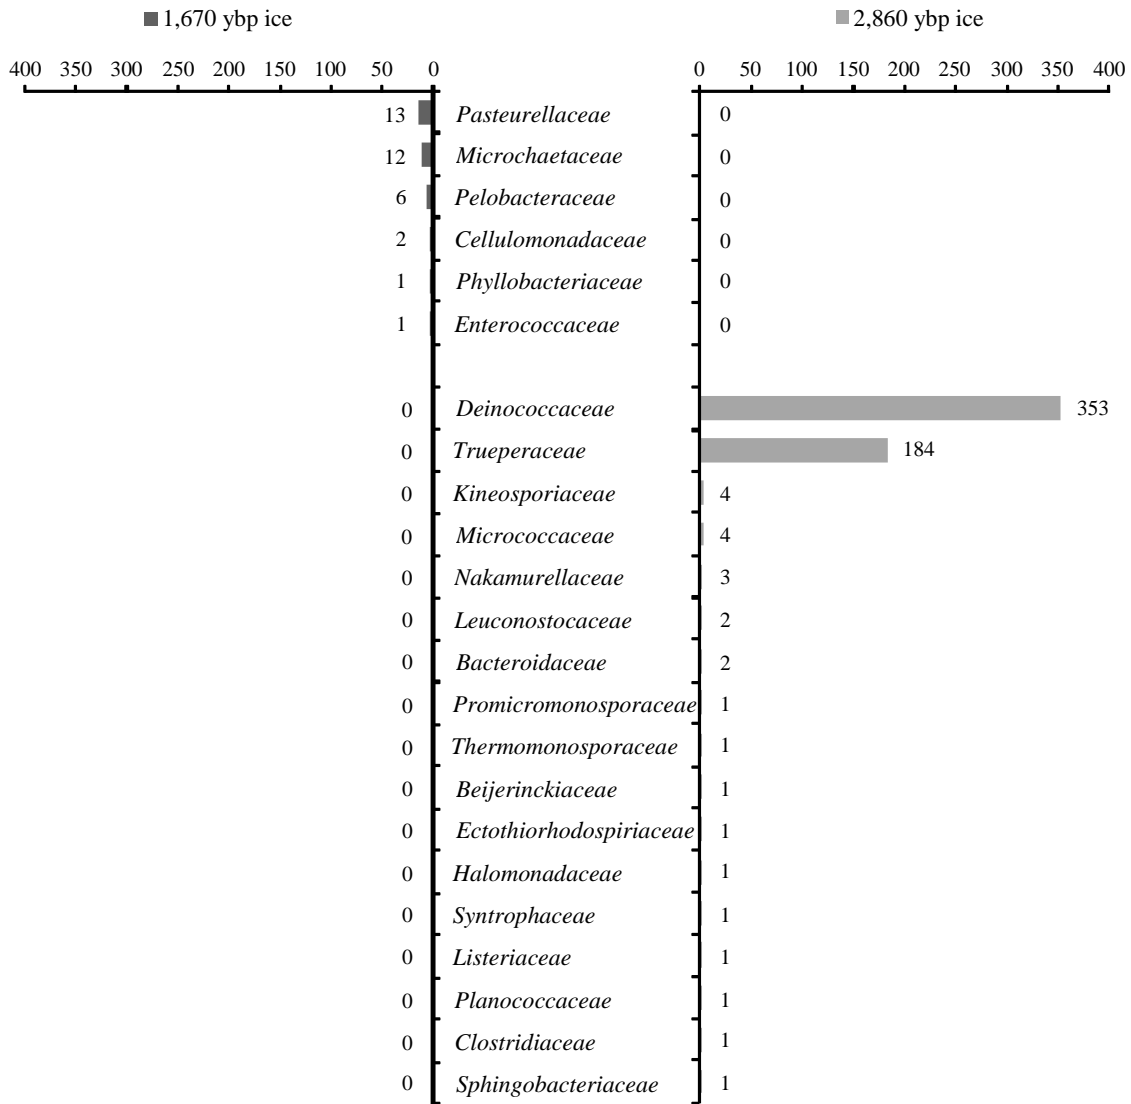 1,670 ybp ice 2,860 ybp ice
400 350 300 250 200 150 100 50 0 0 50 100 150 200 250 300 350 400
13 Pasteurellaceae 0
12 Microchaetaceae 0
6 Pelobacteraceae 0
2 Cellulomonadaceae 0
1 Phyllobacteriaceae 0
1 Enterococcaceae 0
0 Deinococcaceae 353
0 Trueperaceae 184
0 Kineosporiaceae 4
0 Micrococcaceae 4
0 Nakamurellaceae 3
0 Leuconostocaceae 2
0 Bacteroidaceae 2
0 Promicromonosporaceae 1
0 Thermomonosporaceae 1
0 Beijerinckiaceae 1
0 Ectothiorhodospiriaceae 1
0 Halomonadaceae 1
0 Syntrophaceae 1
0 Listeriaceae 1
0 Planococcaceae 1
0 Clostridiaceae 1
0 Sphingobacteriaceae 1